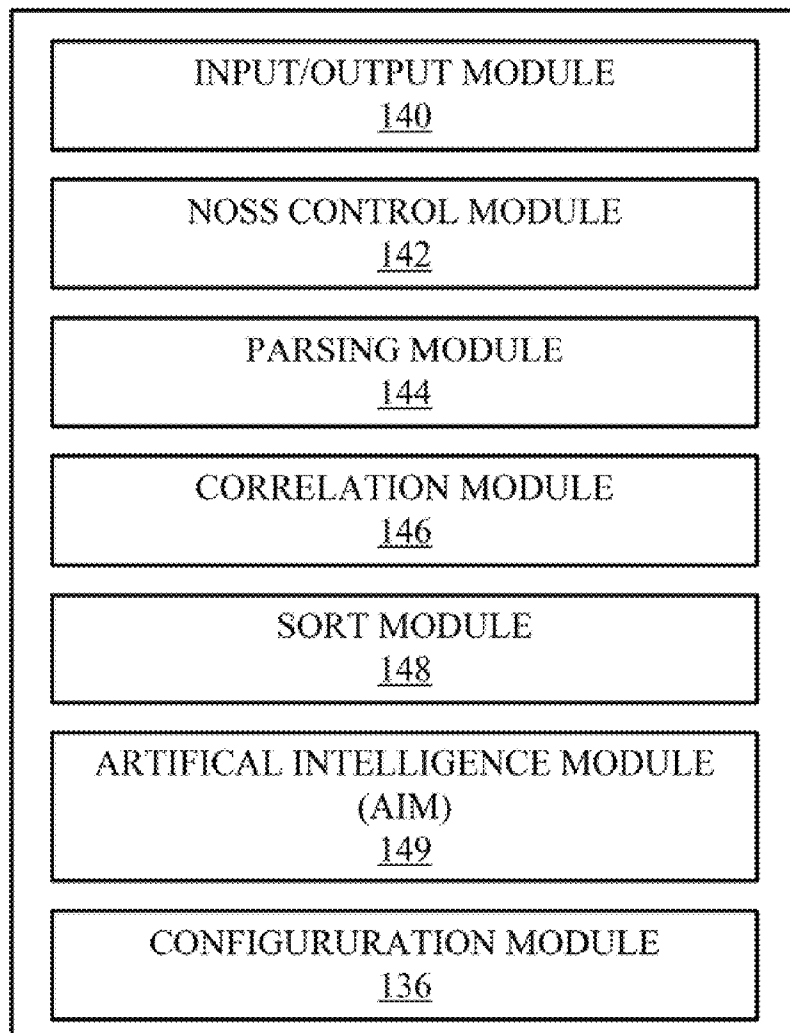 INPUT/OUTPUT MODULE
140
NOSS CONTROL MODULE
142
PARSING MODULE
144
CORRELATION MODULE
146
SORT MODULE
148
ARTIFICAL INTELLIGENCE MODULE
(AIM)
149
CONFIGURURATION MODULE
136